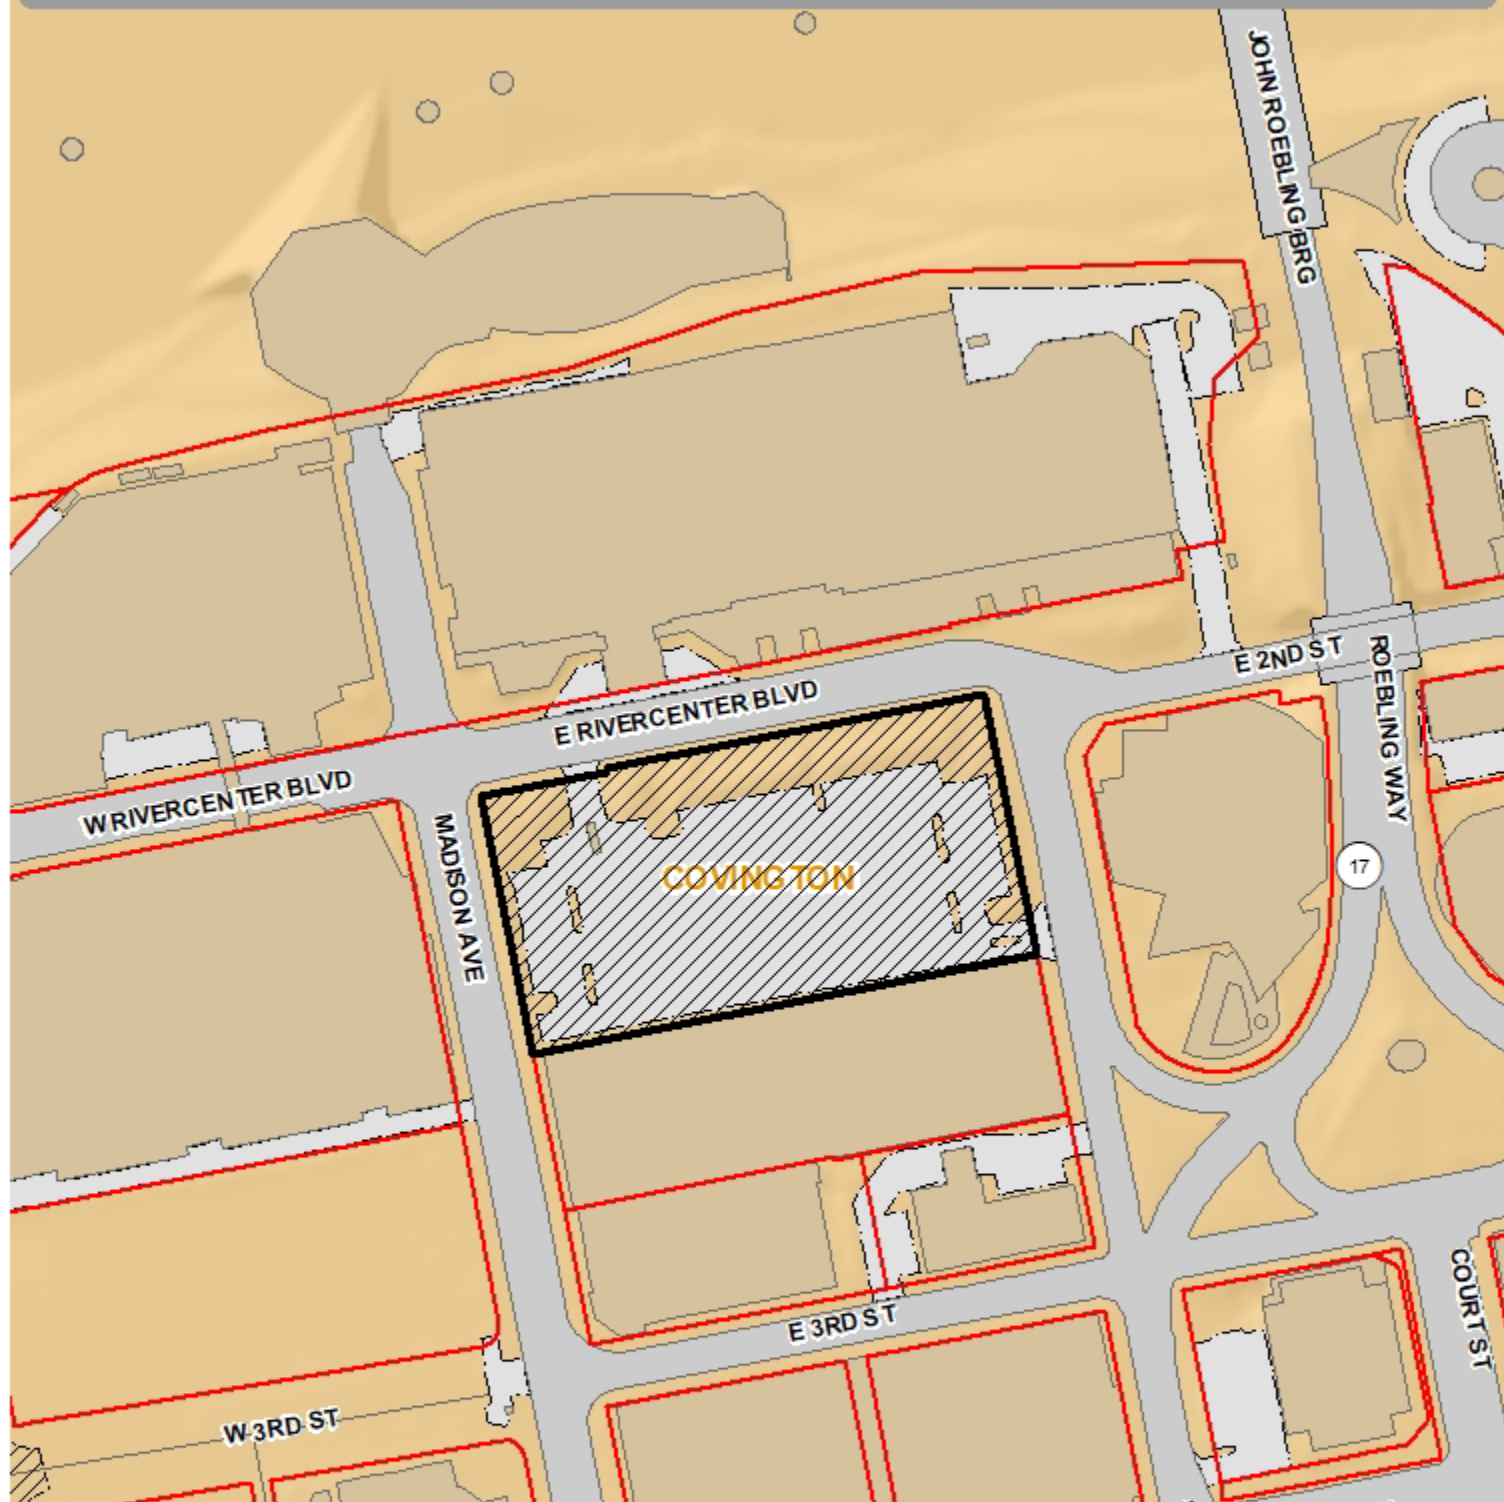 JOHN ROEBLING BRG
E 2ND ST
ROEBLING WAY
E RIVERCENTER BLVD
W RIVERCENTER BLVD
MADISON AVE
COVINGTON
17
E 3RD ST
COURT ST
W 3RD ST